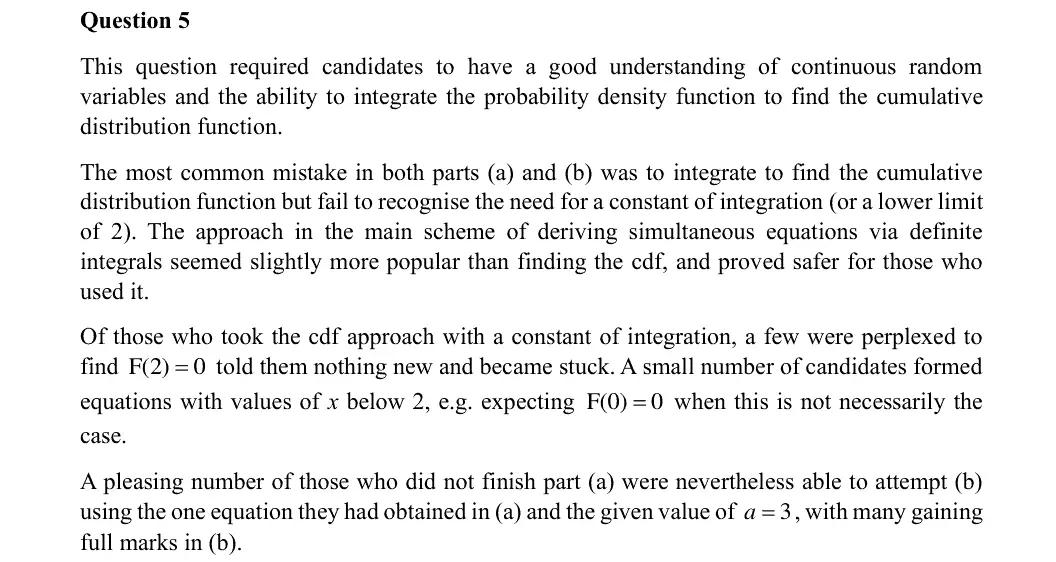 Question 5
This question required candidates to have a good understanding of continuous random
variables and the ability to integrate the probability density function to find the cumulative
distribution function.
The most common mistake in both parts (a) and (b) was to integrate to find the cumulative
distribution function but fail to recognise the need for a constant of integration (or a lower limit
of 2). The approach in the main scheme of deriving simultaneous equations via definite
integrals seemed slightly more popular than finding the cdf, and proved safer for those who
used it.
Of those who took the cdf approach with a constant of integration, a few were perplexed to
find F(2) = 0 told them nothing new and became stuck. A small number of candidates formed
equations with values of x below 2, e.g. expecting F(0) = 0 when this is not necessarily the
case.
A pleasing number of those who did not finish part (a) were nevertheless able to attempt (b)
using the one equation they had obtained in (a) and the given value of a = 3, with many gaining
full marks in (b).